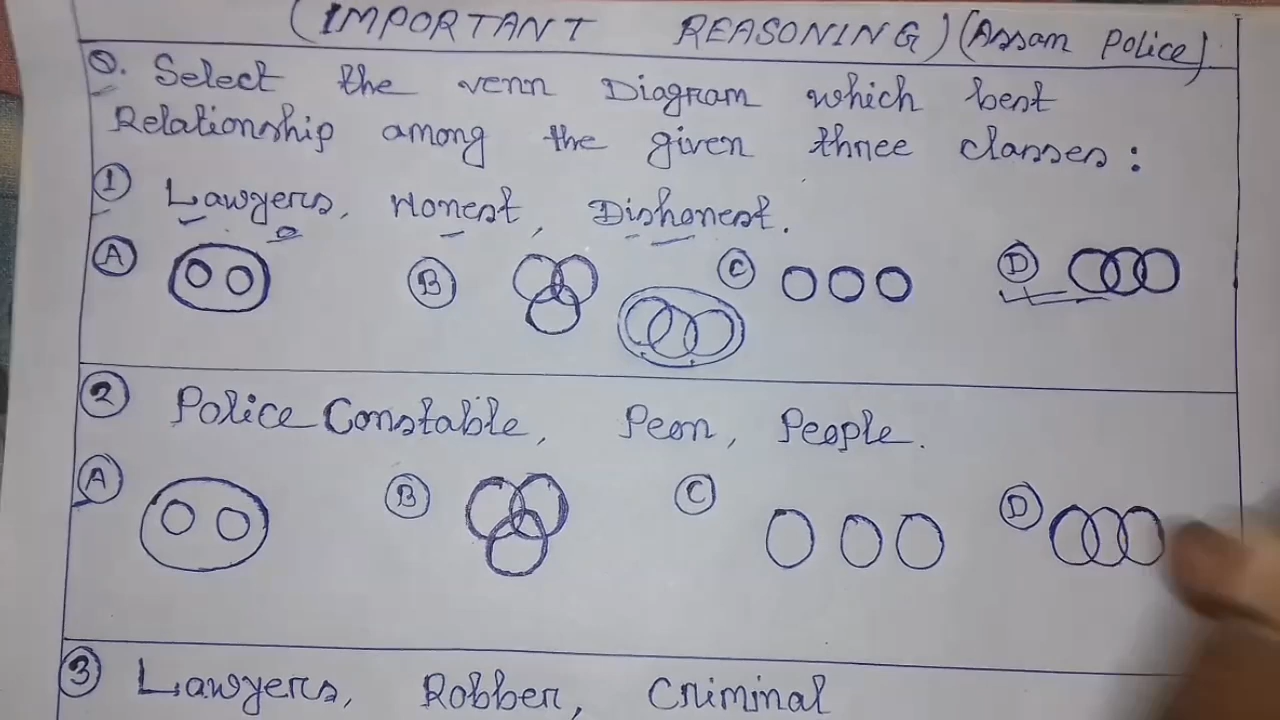 (IMPORTANT REASONING) (Assam Police).
Q. Select the venn Diagram which best
Relationship among the given three classes:
1 Lawyers, Honest, Dishonest.
A B C D
2 Police Constable, Peon, People.
A B C D
3 Lawyers, Robber, Criminal